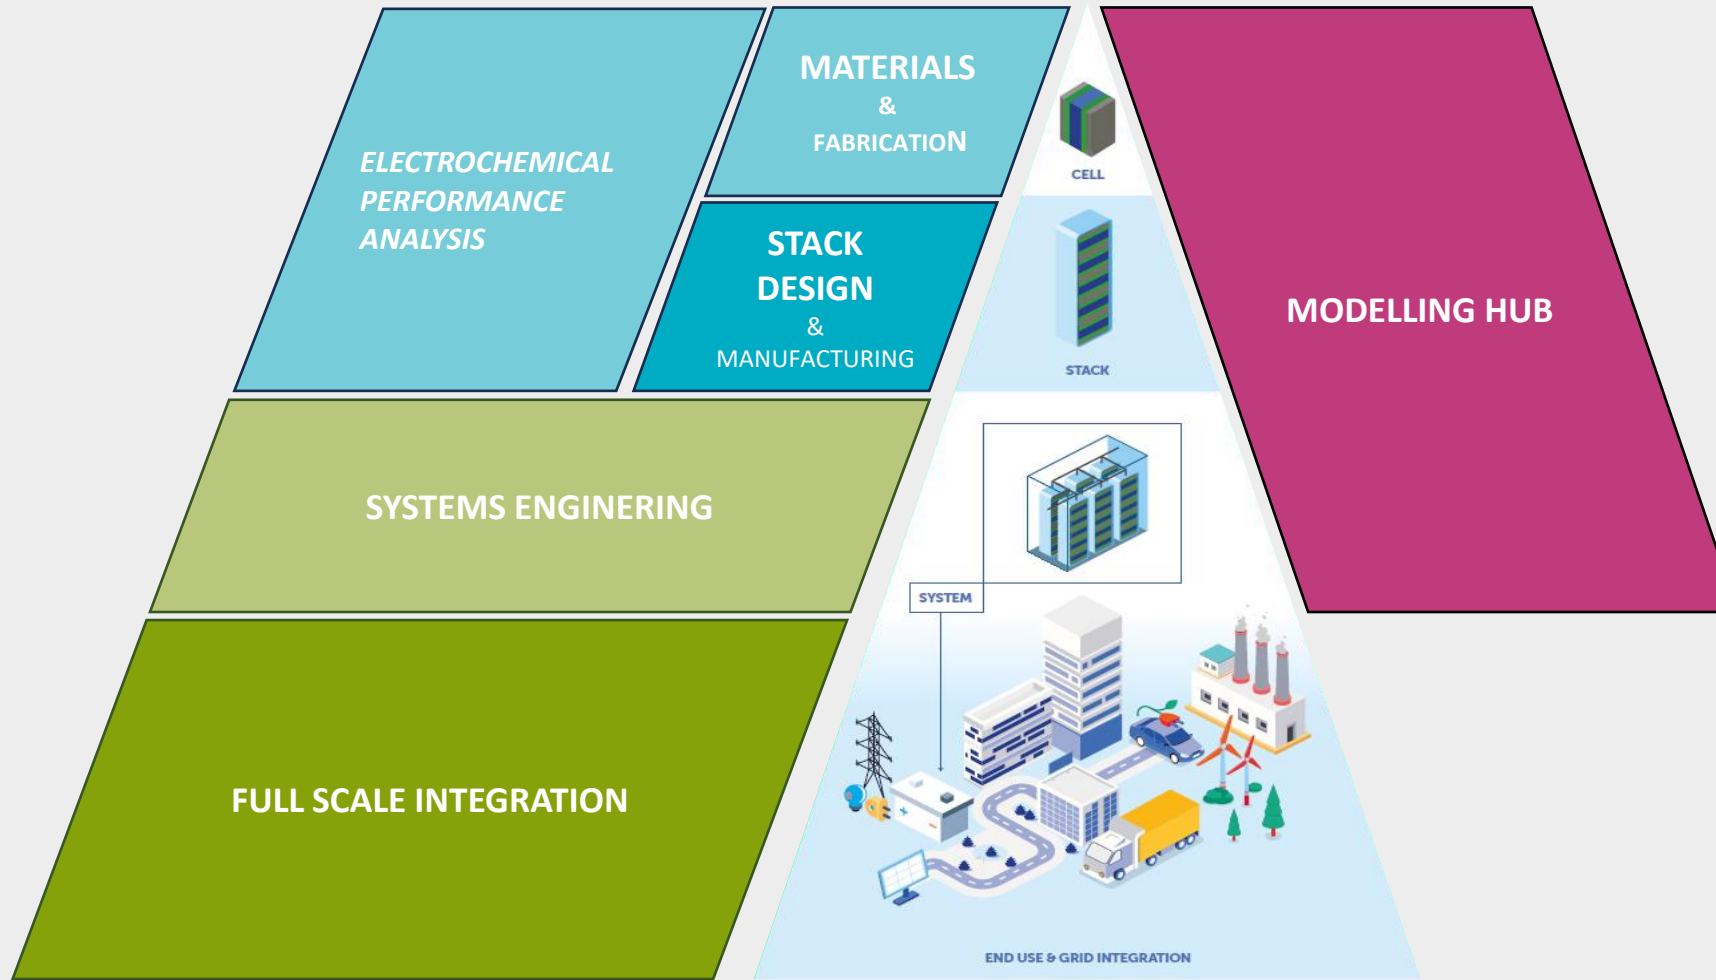 ELECTROCHEMICAL
PERFORMANCE
ANALYSIS
MATERIALS
&
FABRICATION
STACK
DESIGN
&
MANUFACTURING
CELL
STACK
MODELLING HUB
SYSTEMS ENGINERING
SYSTEM
FULL SCALE INTEGRATION
END USE & GRID INTEGRATION